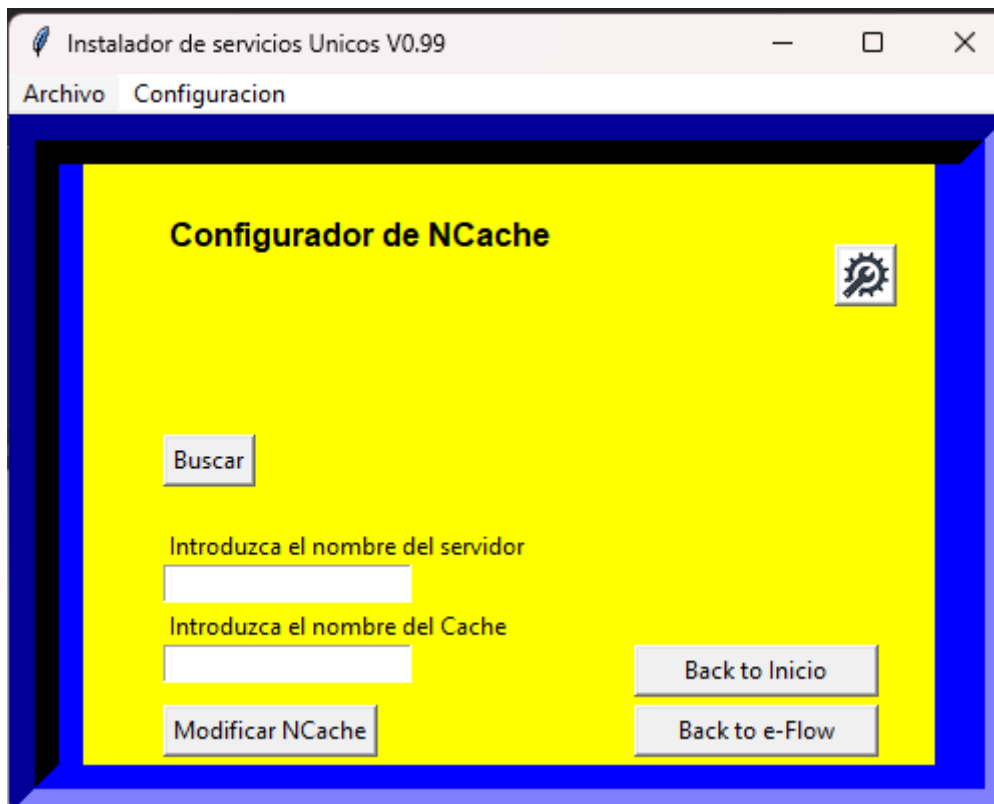 Instalador de servicios Unicos V0.99
Archivo Configuracion
Configurador de NCache
Buscar
Introduzca el nombre del servidor
Introduzca el nombre del Cache
Back to Inicio
Modificar NCache
Back to e-Flow